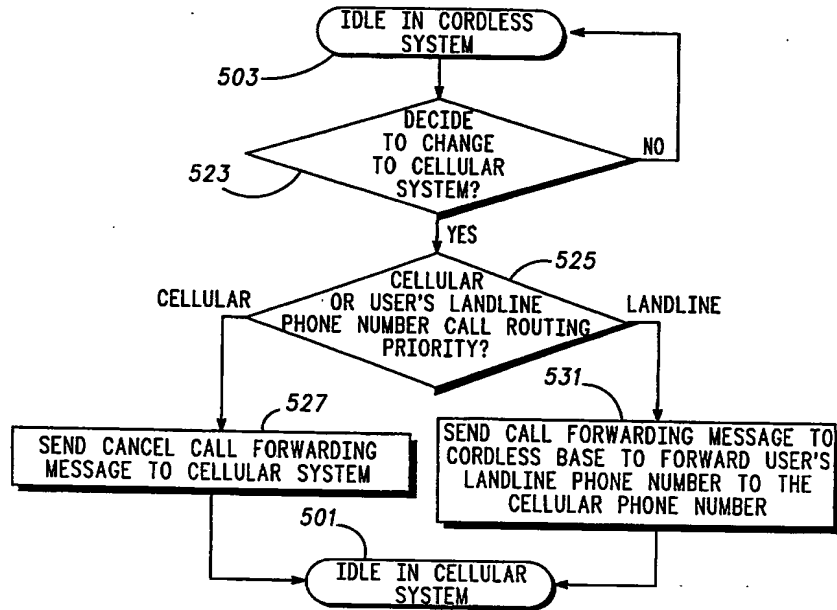 IDLE IN CORDLESS
SYSTEM
503
DECIDE
TO CHANGE
TO CELLULAR
SYSTEM?
NO
523
YES
525
CELLULAR
OR USER'S LANDLINE
PHONE NUMBER CALL ROUTING
PRIORITY?
CELLULAR
LANDLINE
527
SEND CANCEL CALL FORWARDING
MESSAGE TO CELLULAR SYSTEM
531
SEND CALL FORWARDING MESSAGE TO
CORDLESS BASE TO FORWARD USER'S
LANDLINE PHONE NUMBER TO THE
CELLULAR PHONE NUMBER
501
IDLE IN CELLULAR
SYSTEM